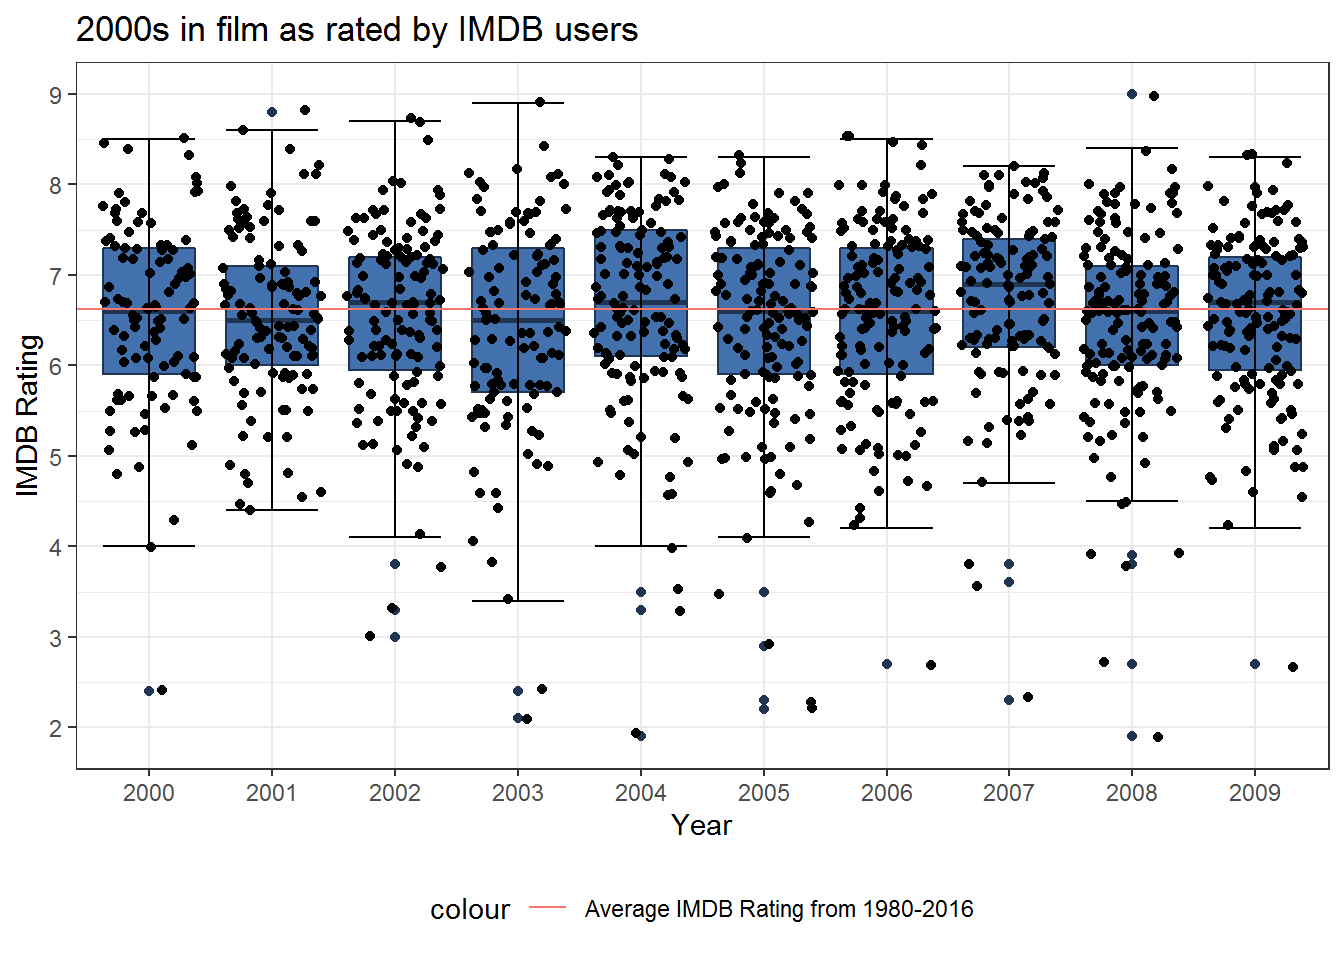 2000s in film as rated by IMDB users
IMDB Rating
9
8
7
6
5
4
3
2
2000 2001 2002 2003 2004 2005 2006 2007 2008 2009
Year
colour Average IMDB Rating from 1980-2016